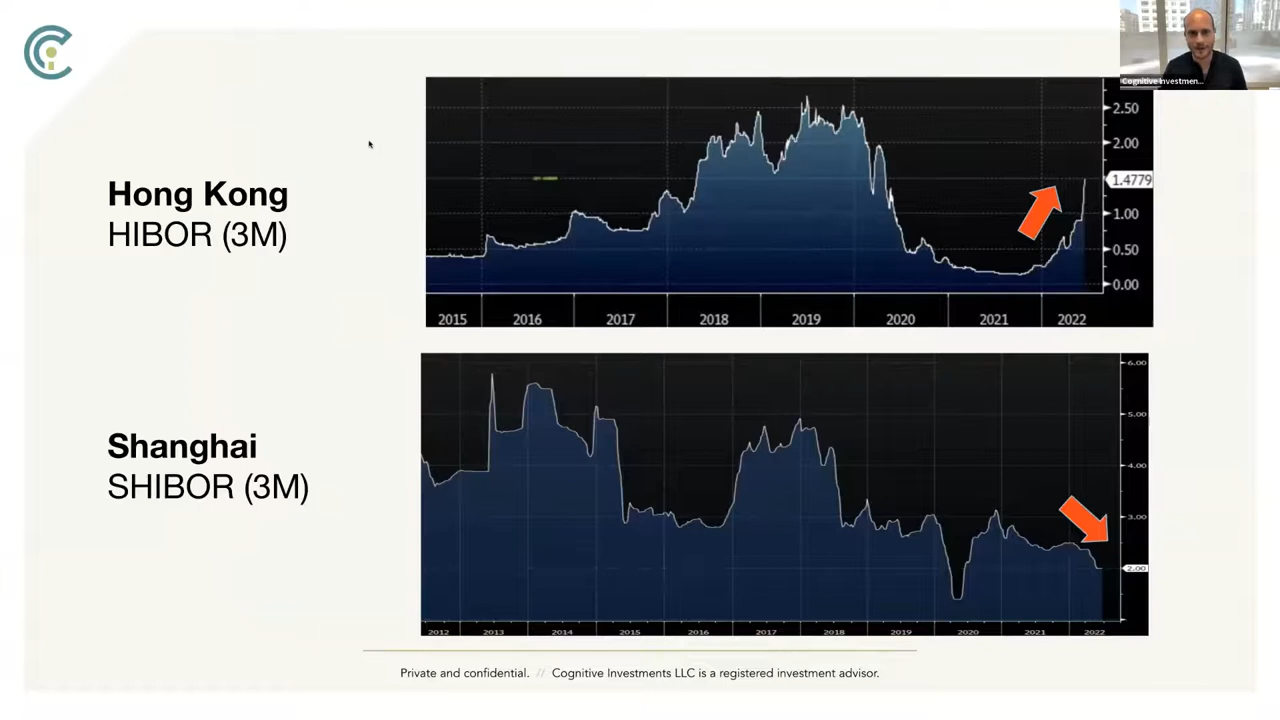 Cognitive Investmen...
Hong Kong
HIBOR (3M)
2.50
2.00
1.4779
1.00
0.50
0.00
2015 2016 2017 2018 2019 2020 2021 2022
Shanghai
SHIBOR (3M)
6.00
5.00
4.00
3.00
2.00
2012 2013 2014 2015 2016 2017 2018 2019 2020 2021 2022
Private and confidential. // Cognitive Investments LLC is a registered investment advisor.